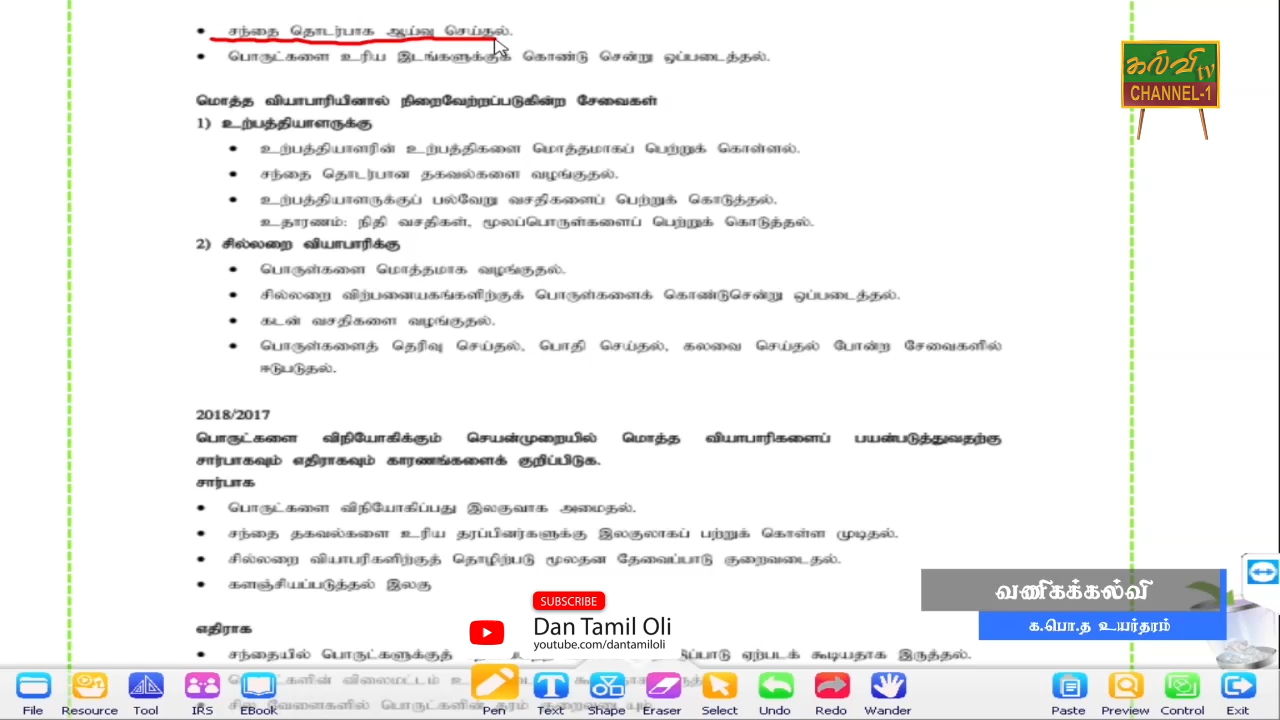 சந்தை தொடர்பாக ஆய்வு செய்தல்.
பொருட்களை உரிய இடங்களுக்குக் கொண்டு சென்று ஒப்படைத்தல்.
கல்வி tv
CHANNEL-1
மொத்த வியாபாரியினால் நிறைவேற்றப்படுகின்ற சேவைகள்
1) உற்பத்தியாளருக்கு
உற்பத்தியாளரின் உற்பத்திகளை மொத்தமாகப் பெற்றுக் கொள்ளல்.
சந்தை தொடர்பான தகவல்களை வழங்குதல்.
உற்பத்தியாளருக்குப் பல்வேறு வசதிகளைப் பெற்றுக் கொடுத்தல்.
உதாரணம்: நிதி வசதிகள், மூலப்பொருள்களைப் பெற்றுக் கொடுத்தல்.
2) சில்லறை வியாபாரிக்கு
பொருள்களை மொத்தமாக வழங்குதல்.
சில்லறை விற்பனையகங்களிற்குக் பொருள்களைக் கொண்டுசென்று ஒப்படைத்தல்.
கடன் வசதிகளை வழங்குதல்.
பொருள்களைத் தெரிவு செய்தல், பொதி செய்தல், கலவை செய்தல் போன்ற சேவைகளில்
ஈடுபடுதல்.
2018/2017
பொருட்களை விநியோகிக்கும் செயன்முறையில் மொத்த வியாபாரிகளைப் பயன்படுத்துவதற்கு
சார்பாகவும் எதிராகவும் காரணங்களைக் குறிப்பிடுக.
சார்பாக
பொருட்களை விநியோகிப்பது இலகுவாக அமைதல்.
சந்தை தகவல்களை உரிய தரப்பினர்களுக்கு இலகுலாகப் பற்றுக் கொள்ள முடிதல்.
சில்லறை வியாபரிகளிற்குத் தொழிற்படு மூலதன தேவைப்பாடு குறைவடைதல்.
களஞ்சியப்படுத்தல் இலகு
வணிகக்கல்வி
க.பொ.த உயர்தரம்
SUBSCRIBE
Dan Tamil Oli
youtube.com/dantamiloli
எதிராக
சந்தையில் பொருட்களுக்குத் ஏற்படக் கூடியதாக இருத்தல்.
விலைமட்டம்
சில வேளைகளில் பொருட்களின் தரம் குறைவடையும்
File Resource Tool IRS EBook Pen Text Shape Eraser Select Undo Redo Wander Paste Preview Control Exit